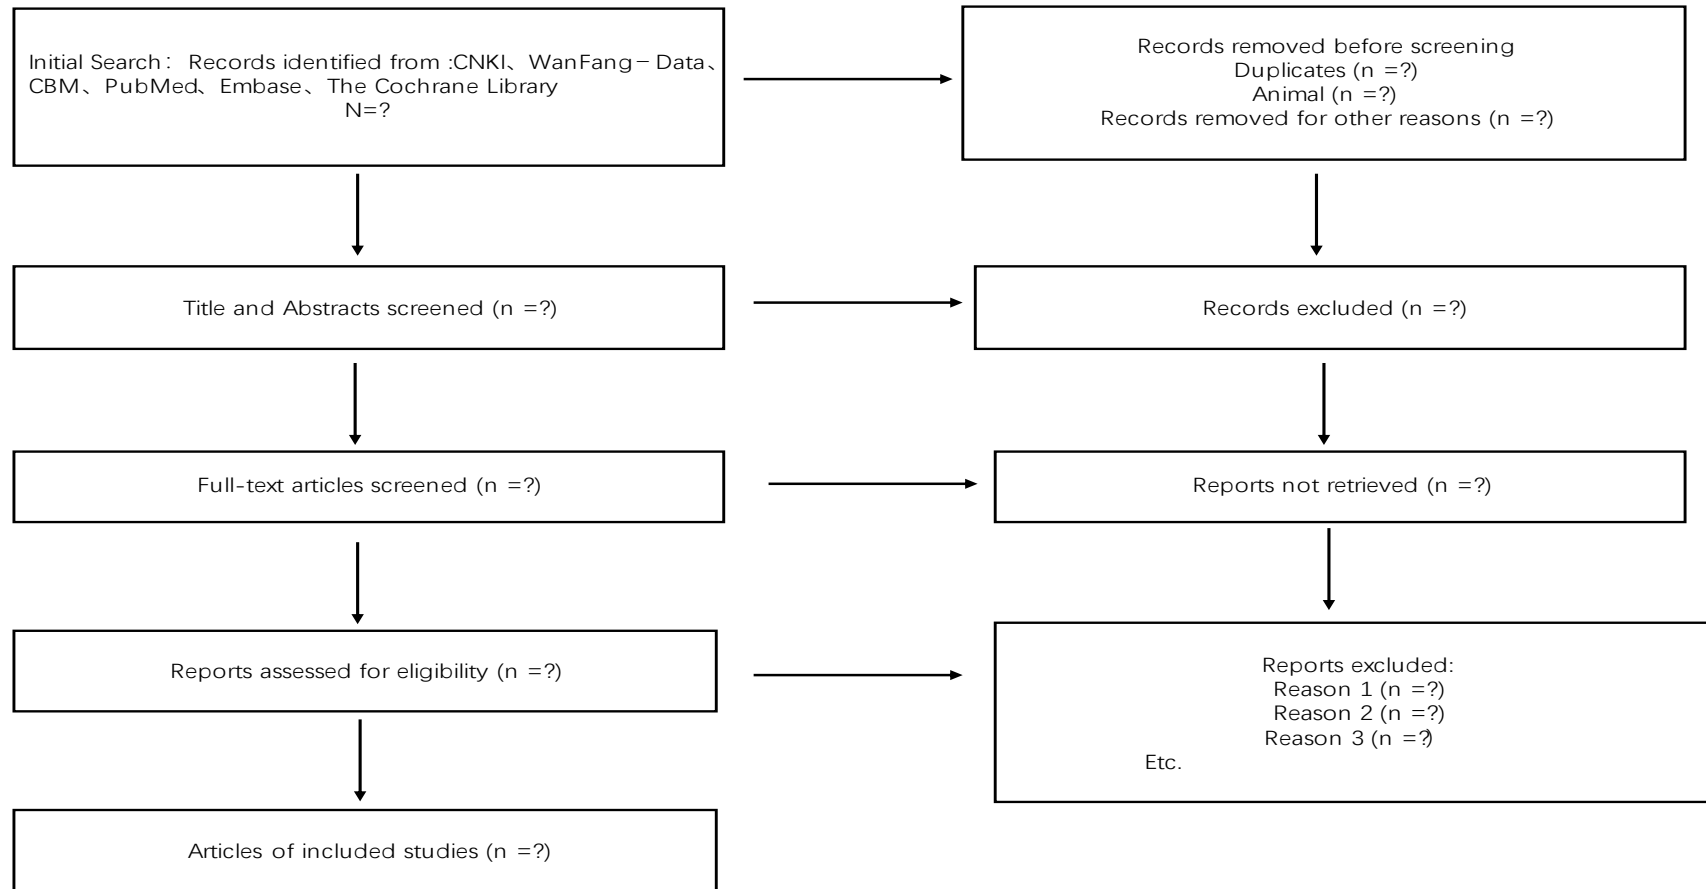 Initial Search：Records identified from :CNKI、WanFang－Data、
CBM、PubMed、Embase、The Cochrane Library
N=?
Records removed before screening
Duplicates (n =?)
Animal (n =?)
Records removed for other reasons (n =?)
Title and Abstracts screened (n =?)
Records excluded (n =?)
Full-text articles screened (n =?)
Reports not retrieved (n =?)
Reports assessed for eligibility (n =?)
Reports excluded:
Reason 1 (n =?)
Reason 2 (n =?)
Reason 3 (n =?)
Etc.
Articles of included studies (n =?)